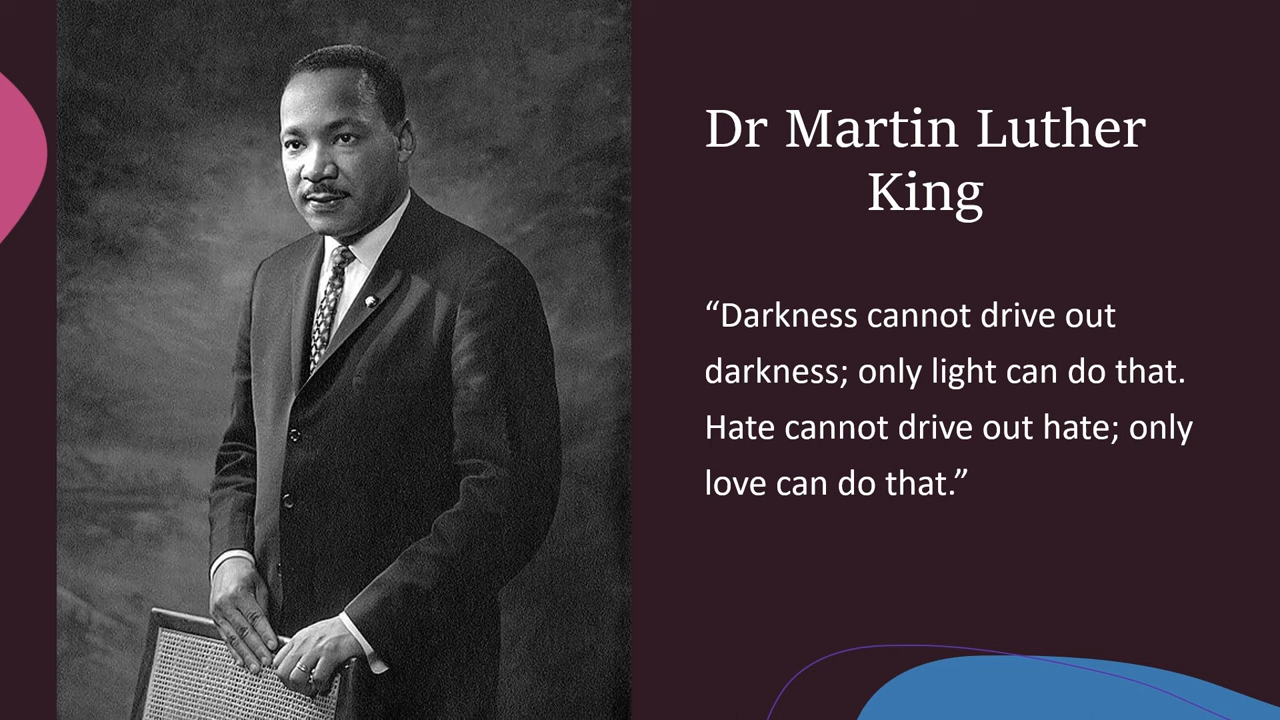 Dr Martin Luther
King
“Darkness cannot drive out
darkness; only light can do that.
Hate cannot drive out hate; only
love can do that.”